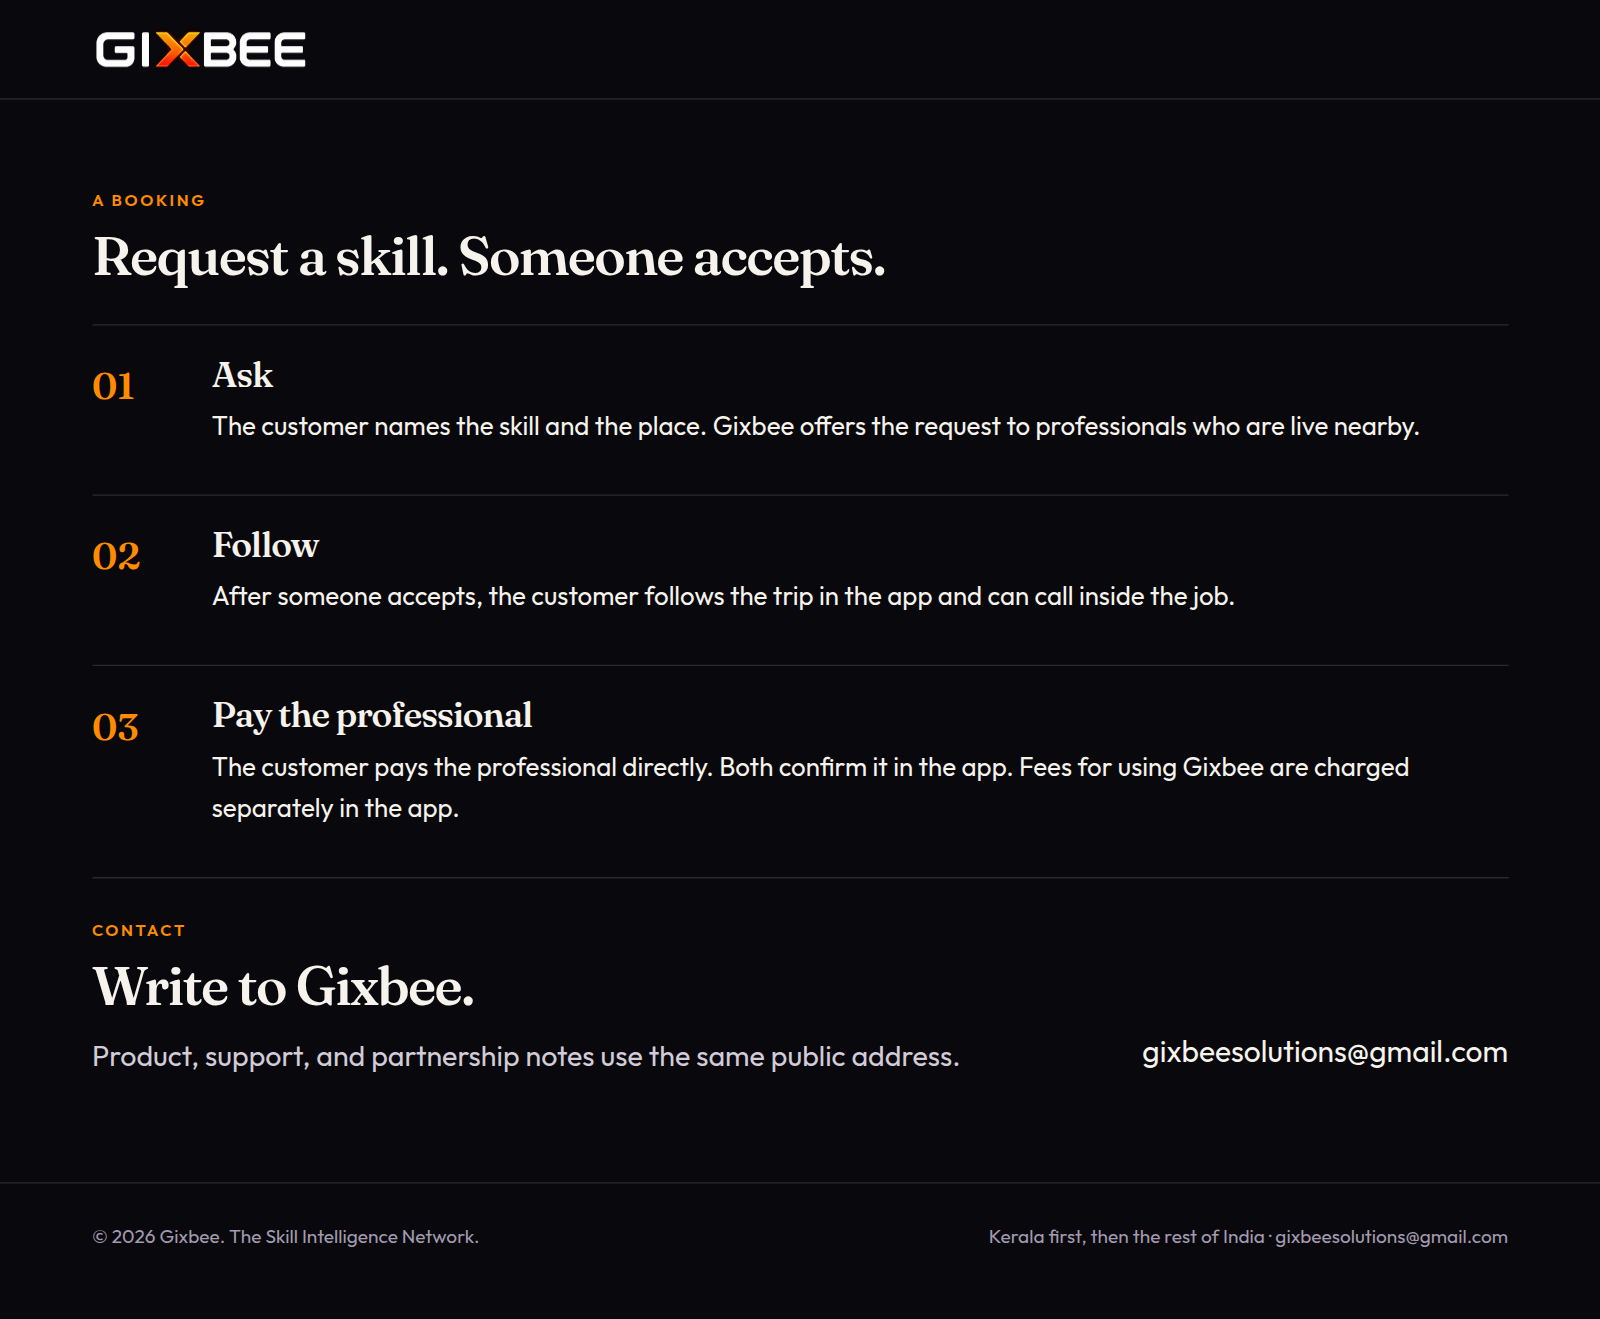 GIXBEE
A BOOKING
Request a skill. Someone accepts.
01
Ask
The customer names the skill and the place. Gixbee offers the request to professionals who are live nearby.
02
Follow
After someone accepts, the customer follows the trip in the app and can call inside the job.
03
Pay the professional
The customer pays the professional directly. Both confirm it in the app. Fees for using Gixbee are charged
separately in the app.
CONTACT
Write to Gixbee.
Product, support, and partnership notes use the same public address.
gixbeesolutions@gmail.com
© 2026 Gixbee. The Skill Intelligence Network.
Kerala first, then the rest of India · gixbeesolutions@gmail.com